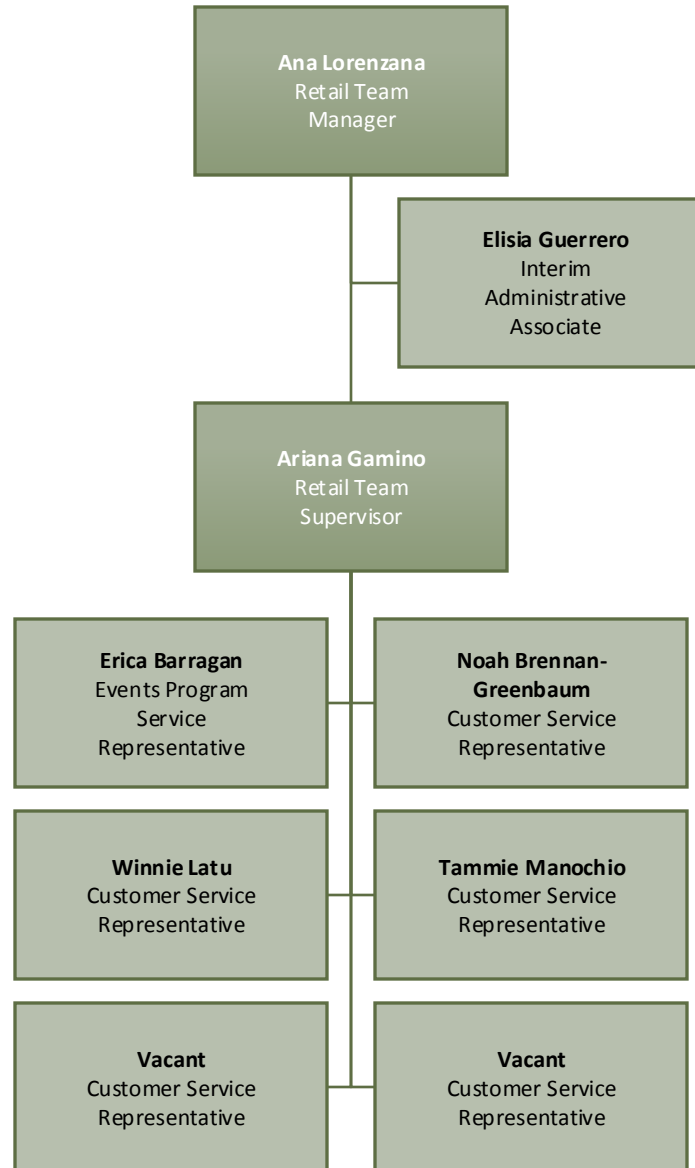 Ana Lorenzana
Retail Team
Manager
Elisia Guerrero
Interim
Administrative
Associate
Ariana Gamino
Retail Team
Supervisor
Erica Barragan
Events Program
Service
Representative
Noah Brennan-
Greenbaum
Customer Service
Representative
Winnie Latu
Customer Service
Representative
Tammie Manochio
Customer Service
Representative
Vacant
Customer Service
Representative
Vacant
Customer Service
Representative